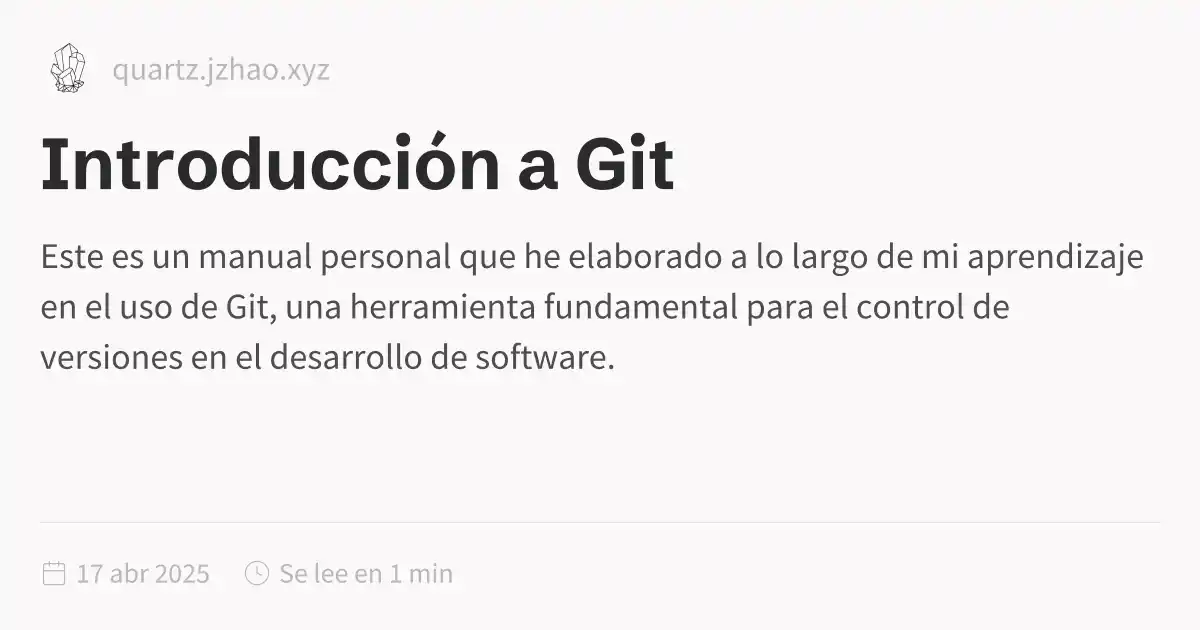 quartz.jzhao.xyz
Introducción a Git
Este es un manual personal que he elaborado a lo largo de mi aprendizaje
en el uso de Git, una herramienta fundamental para el control de
versiones en el desarrollo de software.
17 abr 2025 Se lee en 1 min